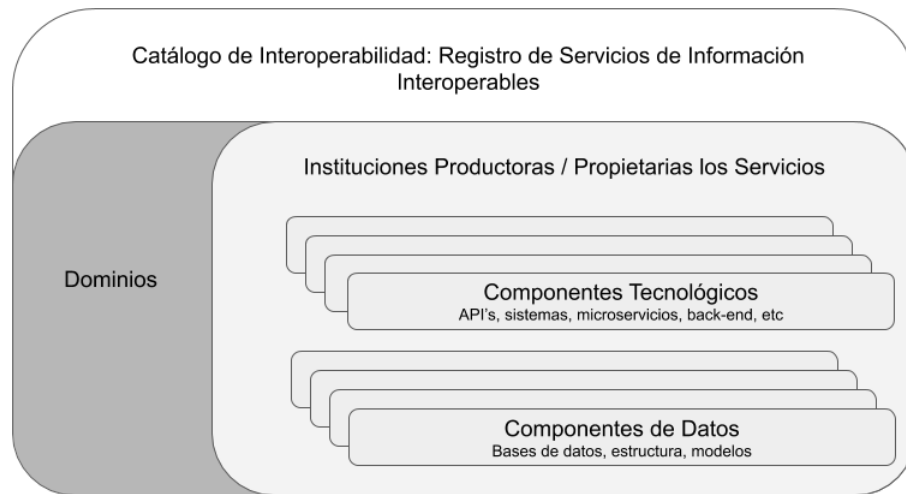 Catálogo de Interoperabilidad: Registro de Servicios de Información
Interoperables
Instituciones Productoras / Propietarias los Servicios
Dominios
Componentes Tecnológicos
API's, sistemas, microservicios, back-end, etc
Componentes de Datos
Bases de datos, estructura, modelos